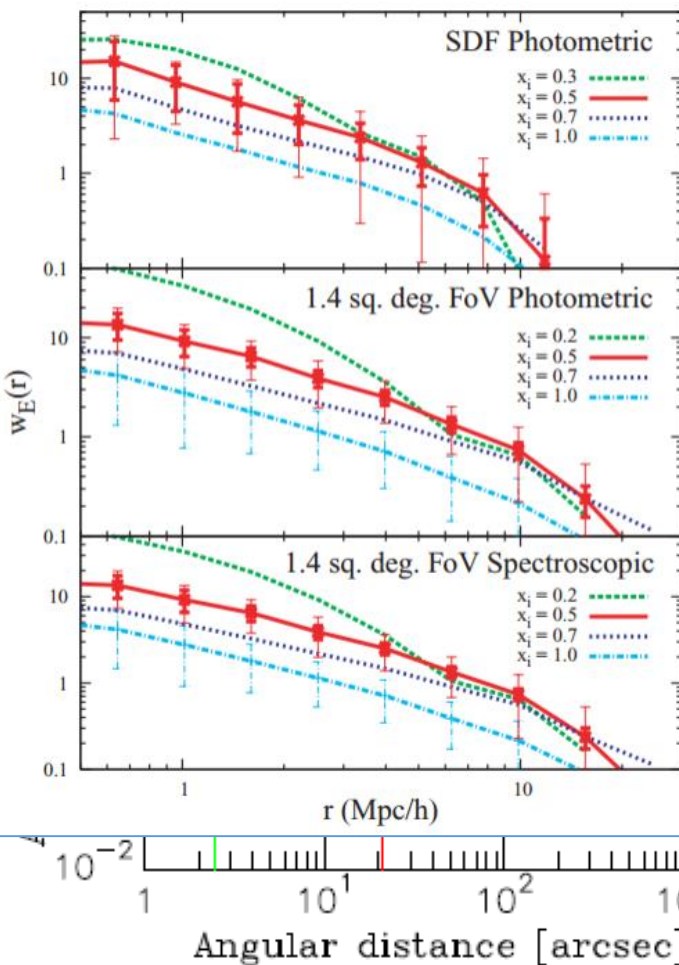 SDF Photometric
x_i = 0.3
x_i = 0.5
x_i = 0.7
x_i = 1.0
10
1
0.1
1.4 sq. deg. FoV Photometric
x_i = 0.2
x_i = 0.5
x_i = 0.7
x_i = 1.0
10
1
0.1
w_E(r)
1.4 sq. deg. FoV Spectroscopic
x_i = 0.2
x_i = 0.5
x_i = 0.7
x_i = 1.0
10
1
0.1
1 10
r (Mpc/h)
10^-2
1 10^1 10^2
Angular distance [arcsec]